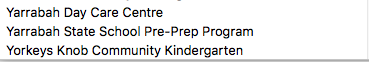 Yarrabah Day Care Centre
Yarrabah State School Pre-Prep Program
Yorkeys Knob Community Kindergarten